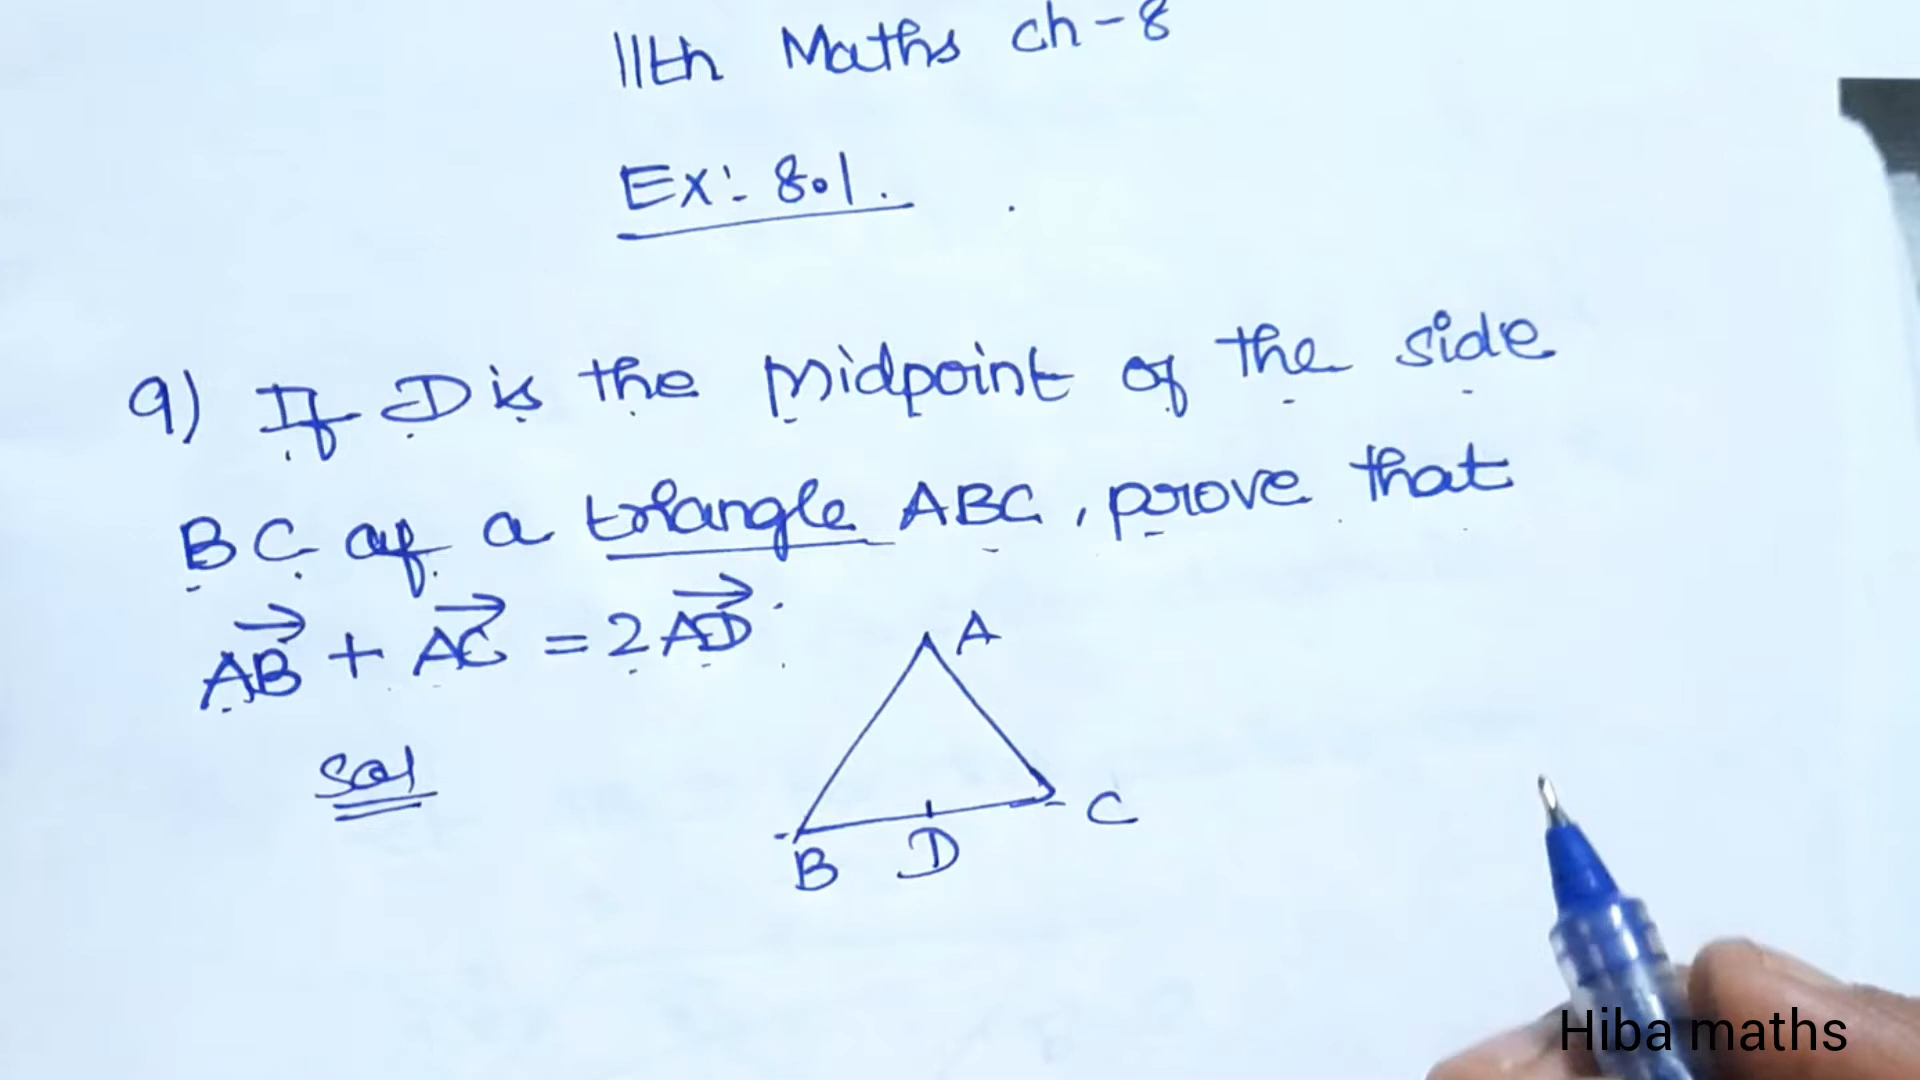 11th Maths ch-8
Ex:- 8.1.
9) If D is the midpoint of the side
BC of a triangle ABC, prove that
→AB + →AC = 2→AD.
Sol
A
B
D
C
Hiba maths